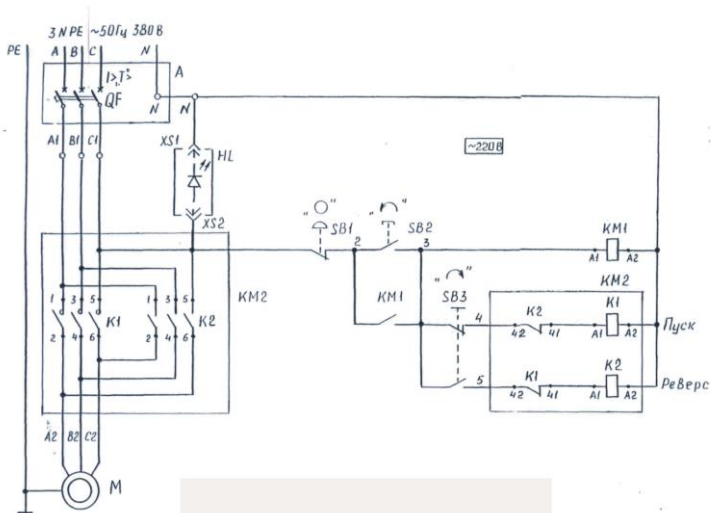 3 N PE ~50Гц 380В
PE
A B C N
A
I> T°>
QF
N N
A1 B1 C1
XS1
HL
~220В
XS2
"○"
SB1
"↶"
SB2
2 3
KM1
A1 A2
KM2
1 3 5
K1
2 4 6
1 3 5
K2
2 4 6
KM1
"↷"
SB3
4
KM2
K2
42 41
K1
A1 A2
Пуск
5
K1
42 41
K2
A1 A2
Реверс
A2 B2 C2
M